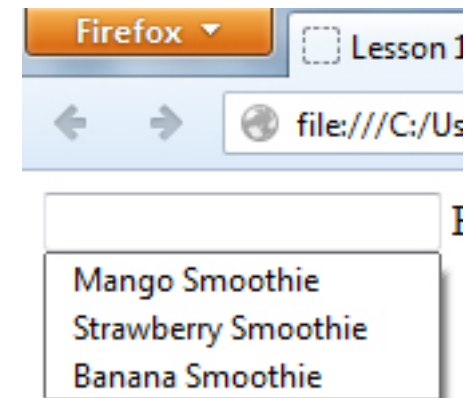 Firefox
Lesson 1
file:///C:/Us
Mango Smoothie
Strawberry Smoothie
Banana Smoothie